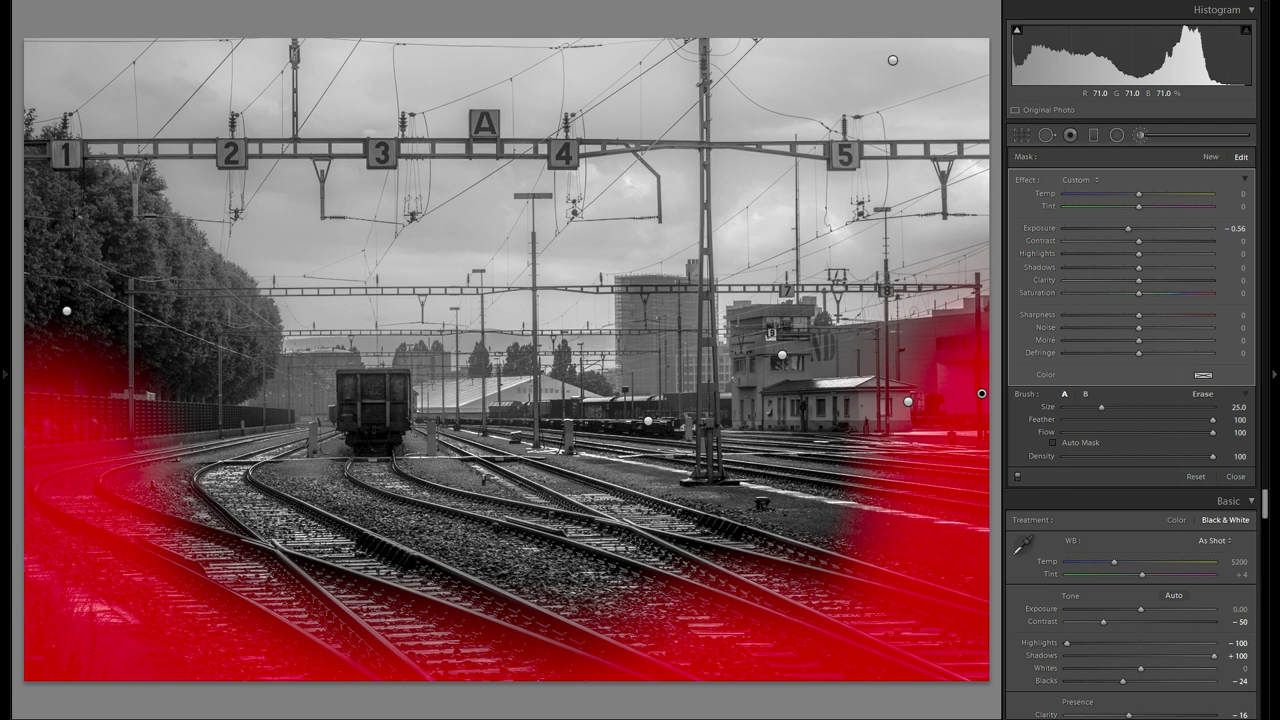 Histogram
R 71.0 G 71.0 B 71.0 %
Original Photo
Mask : New Edit
Effect : Custom
Temp 0
Tint 0
Exposure – 0.56
Contrast 0
Highlights 0
Shadows 0
Clarity 0
Saturation 0
Sharpness 0
Noise 0
Moiré 0
Defringe 0
Color
Brush : A B Erase
Size 25.0
Feather 100
Flow 100
Auto Mask
Density 100
Reset Close
Basic
Treatment : Color Black & White
WB : As Shot
Temp 5200
Tint + 4
Tone Auto
Exposure 0.00
Contrast – 50
Highlights – 100
Shadows + 100
Whites 0
Blacks – 24
Presence
Clarity – 16
A
1 2 3 4 5
7 8
9